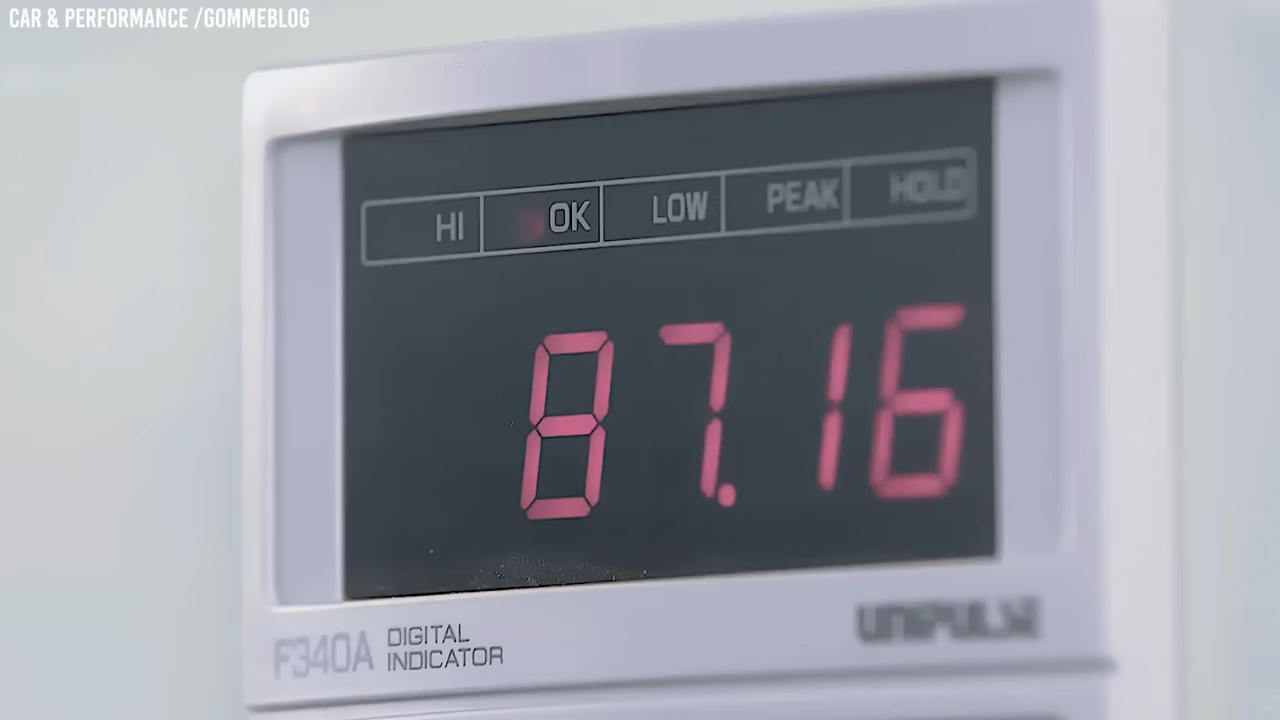 CAR & PERFORMANCE /GOMMEBLOG
HI OK LOW PEAK HOLD
87.16
F340A DIGITAL INDICATOR
UNIPULSE